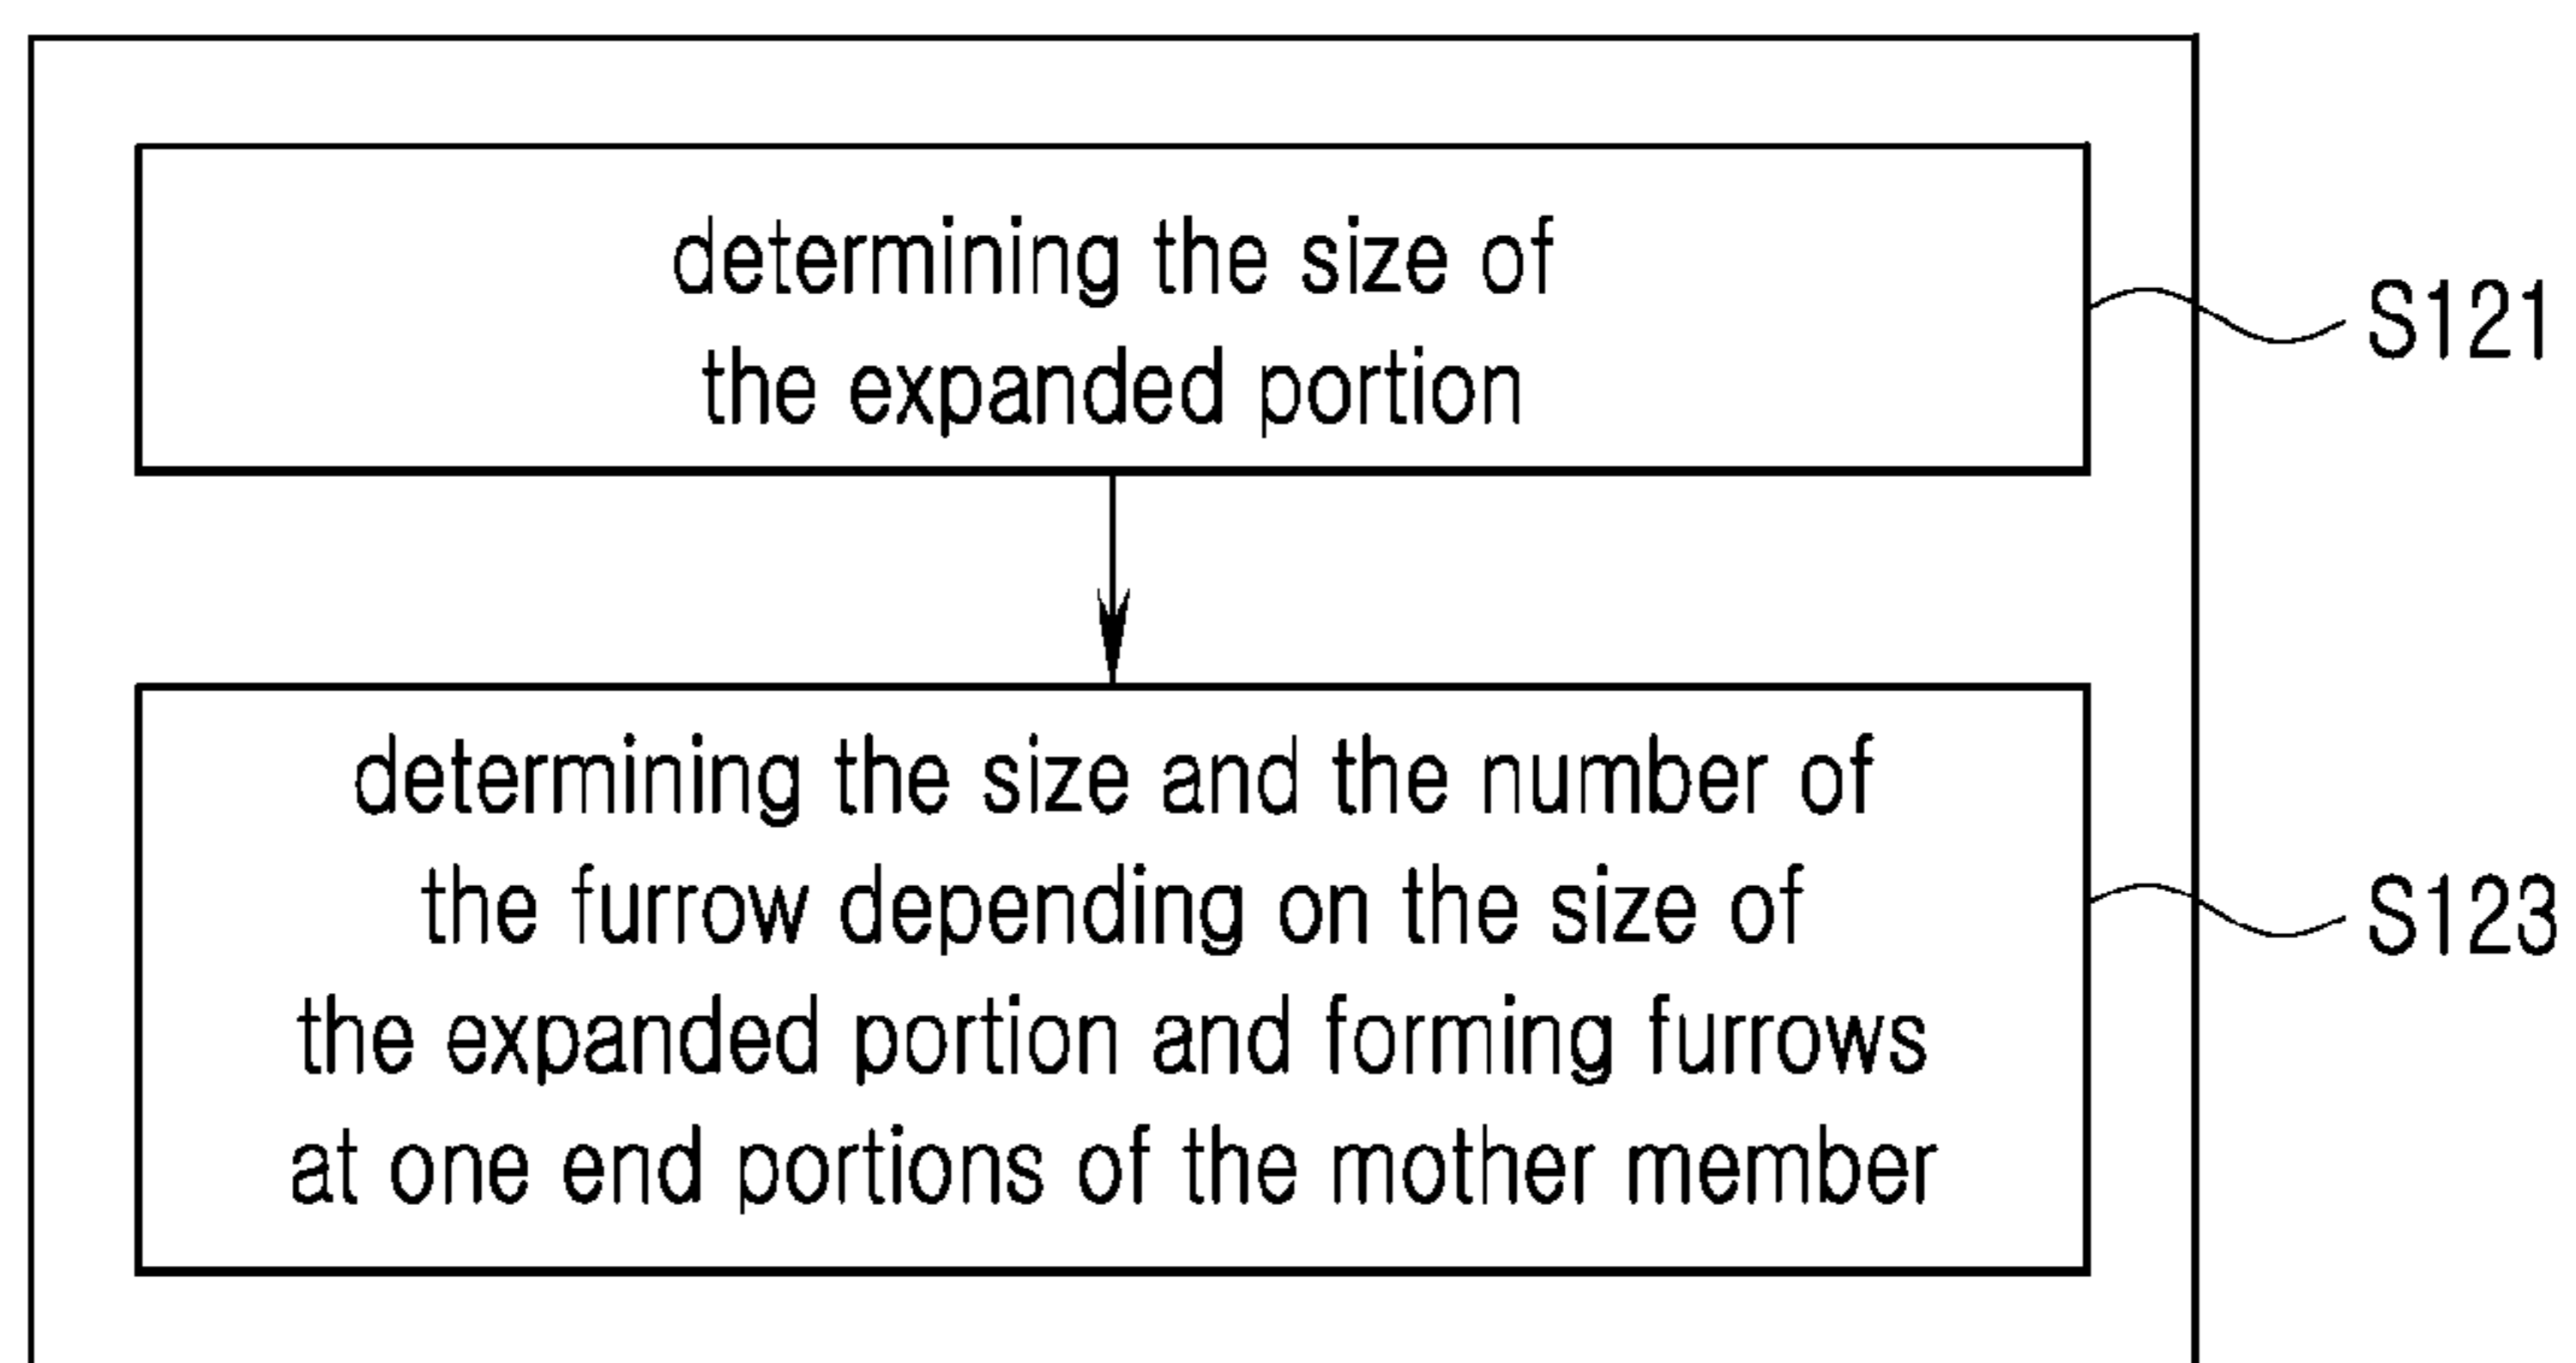 determining the size of
the expanded portion
S121
determining the size and the number of
the furrow depending on the size of
the expanded portion and forming furrows
at one end portions of the mother member
S123